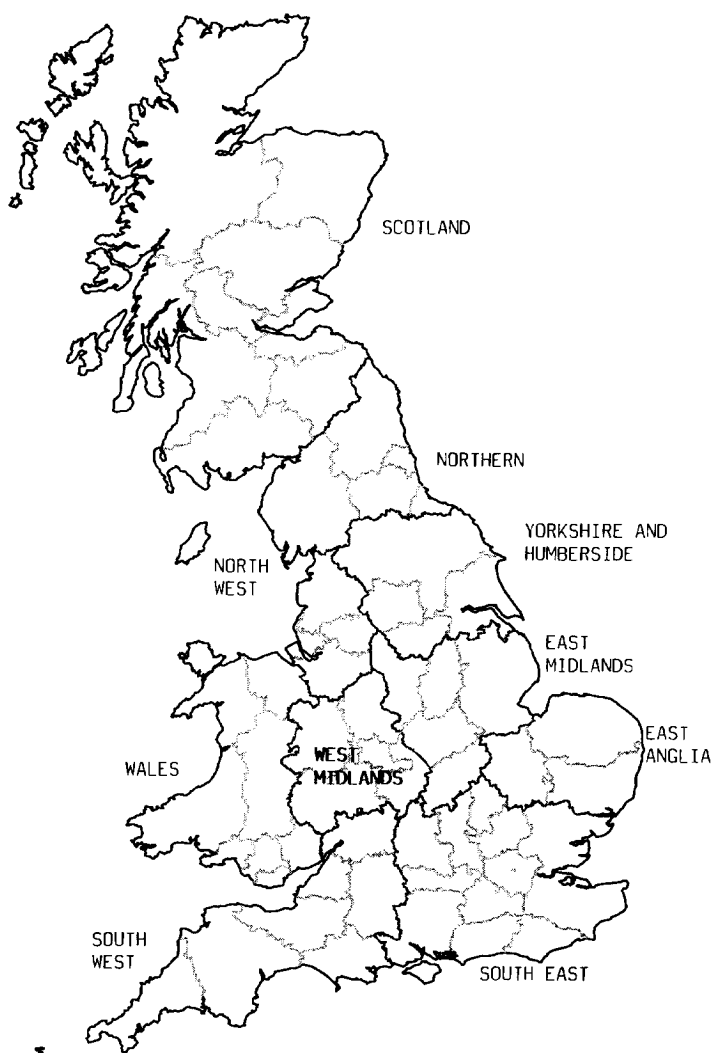 SCOTLAND
NORTHERN
YORKSHIRE AND
HUMBERSIDE
NORTH
WEST
EAST
MIDLANDS
EAST
ANGLIA
WEST
MIDLANDS
WALES
SOUTH
WEST
SOUTH EAST